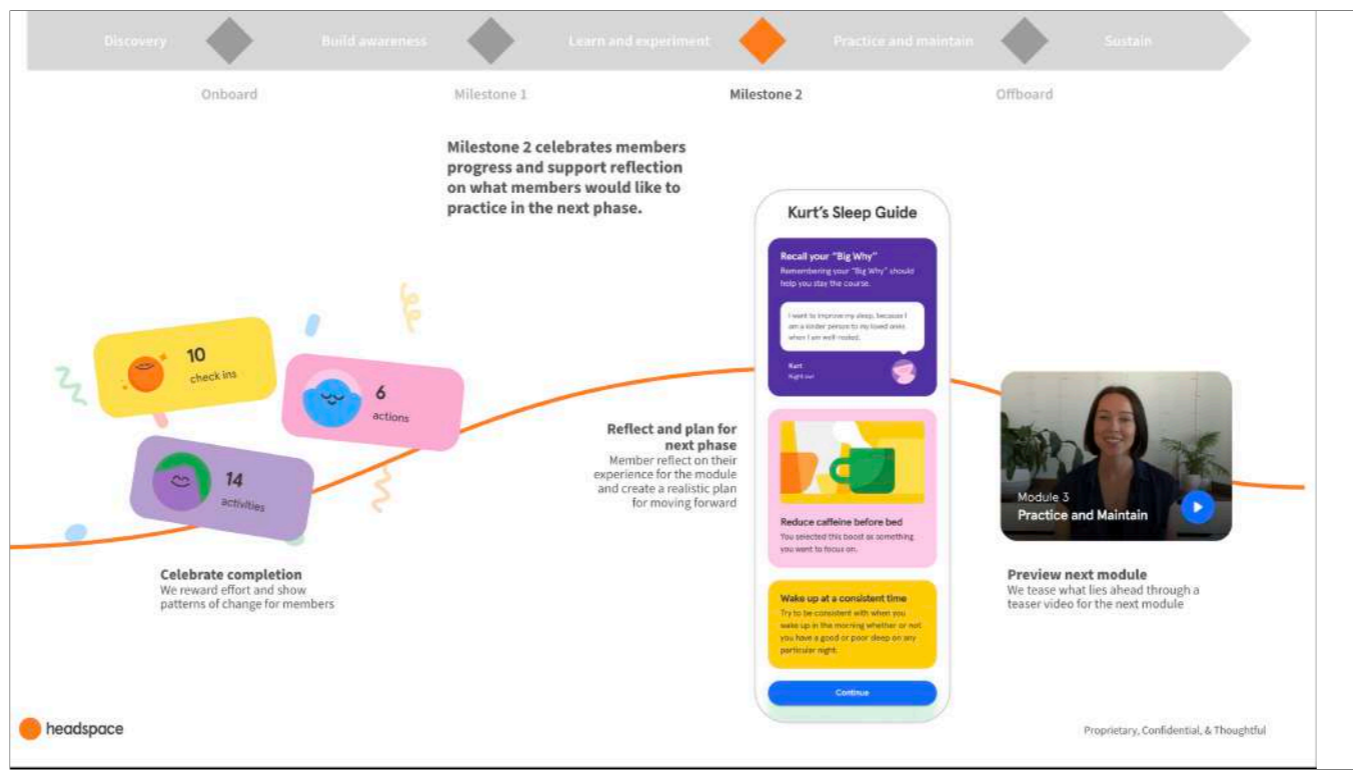 Discovery
Build awareness
Learn and experiment
Practice and maintain
Sustain
Onboard
Milestone 1
Milestone 2
Offboard
Milestone 2 celebrates members
progress and support reflection
on what members would like to
practice in the next phase.
10
check ins
6
actions
14
activities
Celebrate completion
We reward effort and show
patterns of change for members
Reflect and plan for
next phase
Member reflect on their
experience for the module
and create a realistic plan
for moving forward
Kurt's Sleep Guide
Recall your "Big Why"
Remembering your "Big Why" should
help you stay the course.
I want to improve my sleep, because I
am a kinder person to my loved ones
when I am well-rested.
Kurt
Night owl
Reduce caffeine before bed
You selected this boost as something
you want to focus on.
Wake up at a consistent time
Try to be consistent with when you
wake up in the morning whether or not
you have a good or poor sleep on any
particular night.
Continue
Module 3
Practice and Maintain
Preview next module
We tease what lies ahead through a
teaser video for the next module
headspace
Proprietary, Confidential, & Thoughtful